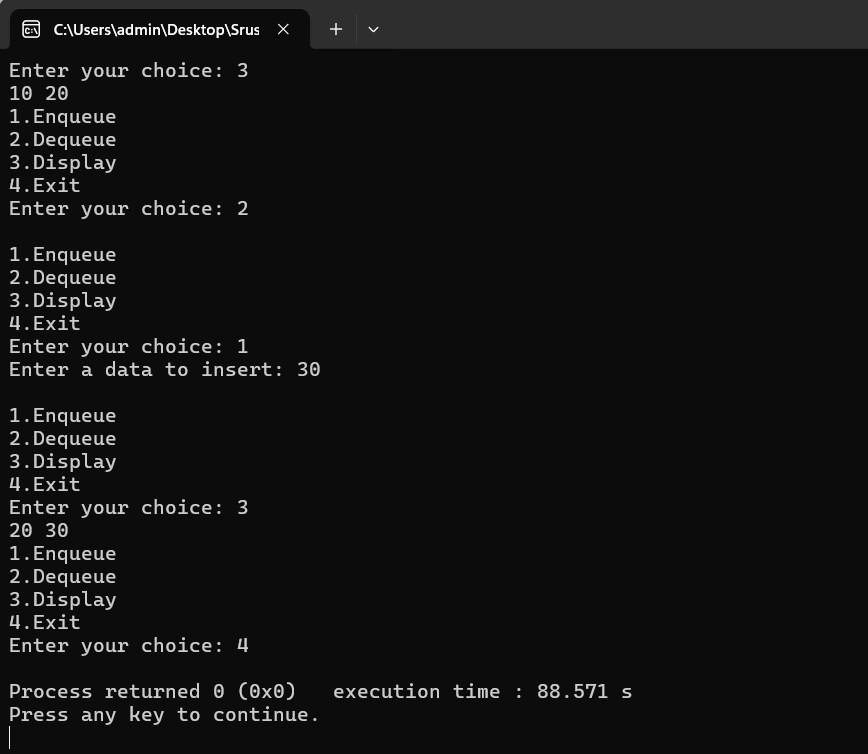 C:\Users\admin\Desktop\Srus
Enter your choice: 3
10 20
1.Enqueue
2.Dequeue
3.Display
4.Exit
Enter your choice: 2
1.Enqueue
2.Dequeue
3.Display
4.Exit
Enter your choice: 1
Enter a data to insert: 30
1.Enqueue
2.Dequeue
3.Display
4.Exit
Enter your choice: 3
20 30
1.Enqueue
2.Dequeue
3.Display
4.Exit
Enter your choice: 4
Process returned 0 (0x0)   execution time : 88.571 s
Press any key to continue.